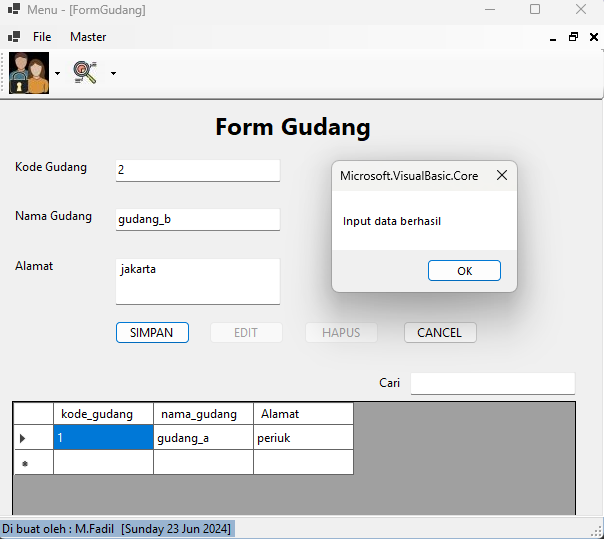 Menu - [FormGudang]
File Master
Form Gudang
Kode Gudang 2
Nama Gudang gudang_b
Alamat jakarta
Microsoft.VisualBasic.Core
Input data berhasil
OK
SIMPAN EDIT HAPUS CANCEL
Cari
kode_gudang nama_gudang Alamat
1 gudang_a periuk
Di buat oleh : M.Fadil [Sunday 23 Jun 2024]